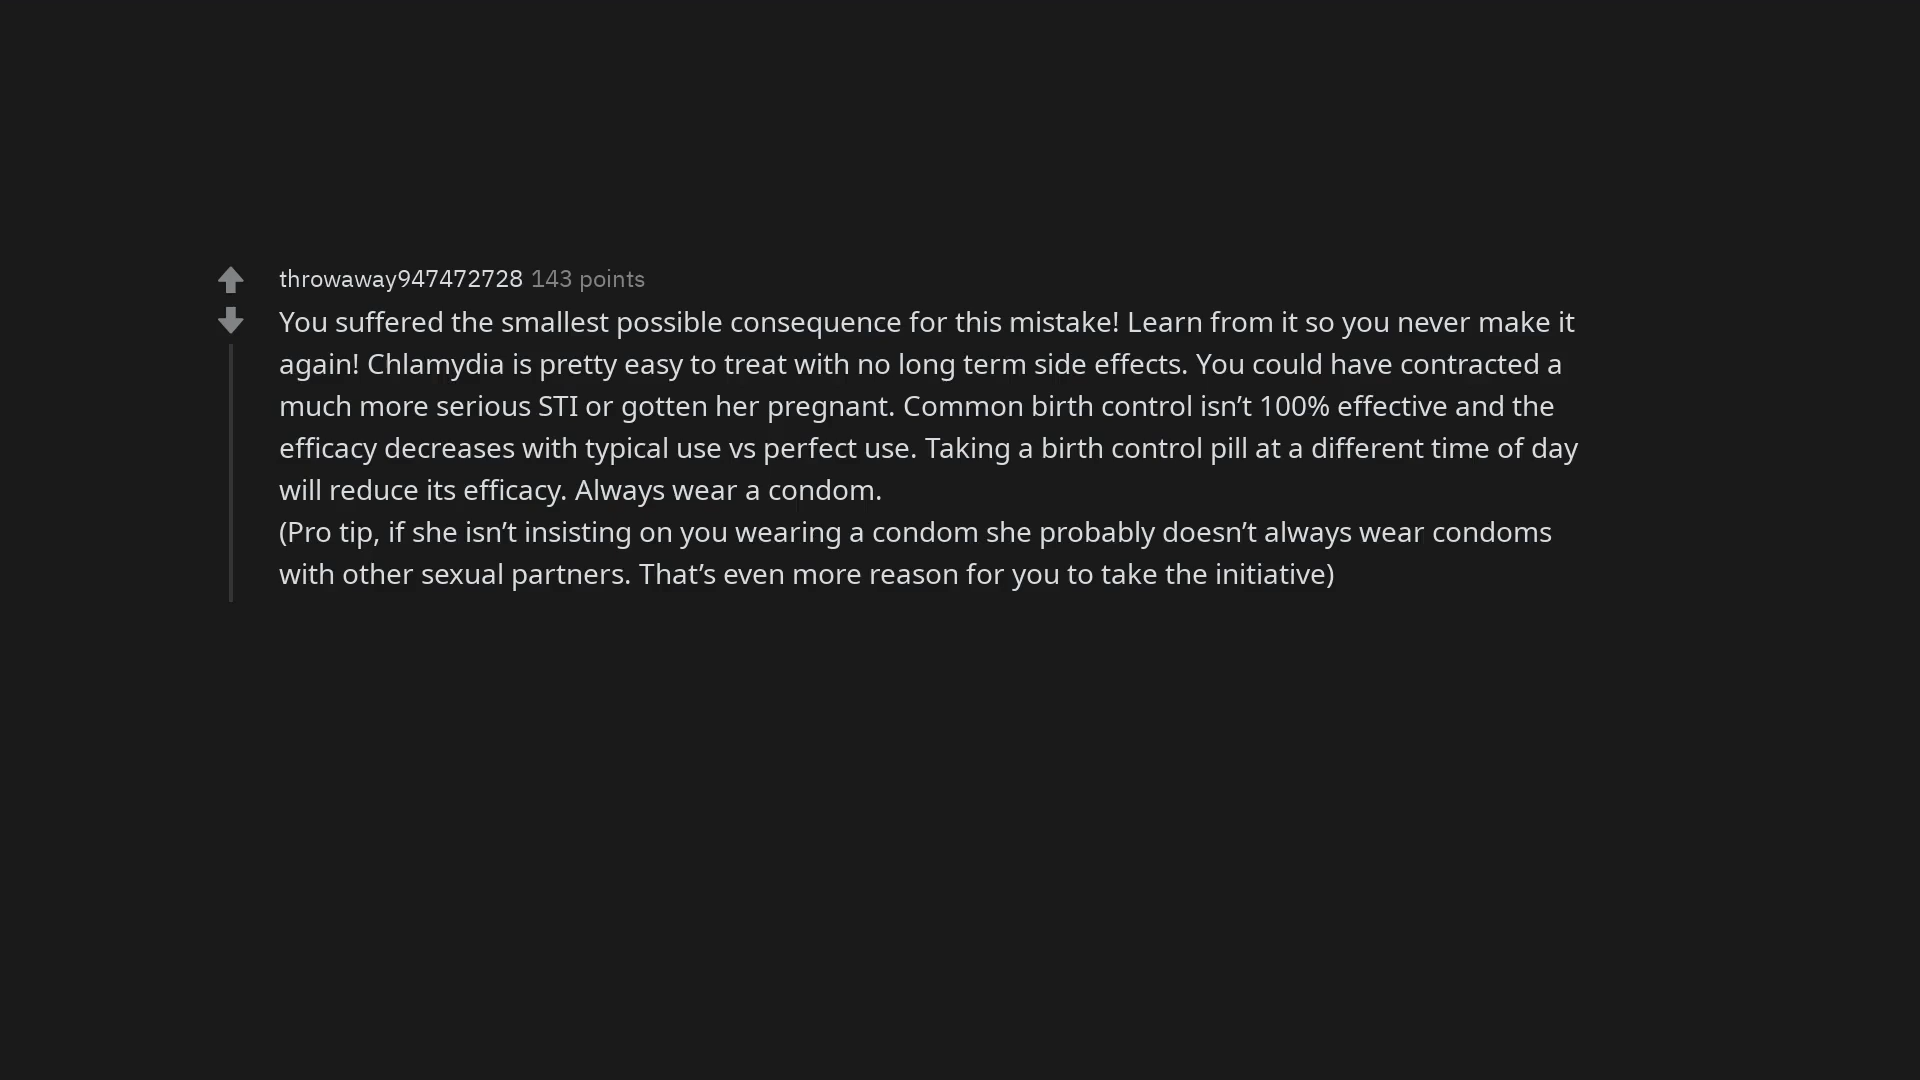 throwaway947472728 143 points
You suffered the smallest possible consequence for this mistake! Learn from it so you never make it
again! Chlamydia is pretty easy to treat with no long term side effects. You could have contracted a
much more serious STI or gotten her pregnant. Common birth control isn’t 100% effective and the
efficacy decreases with typical use vs perfect use. Taking a birth control pill at a different time of day
will reduce its efficacy. Always wear a condom.
(Pro tip, if she isn’t insisting on you wearing a condom she probably doesn’t always wear condoms
with other sexual partners. That’s even more reason for you to take the initiative)